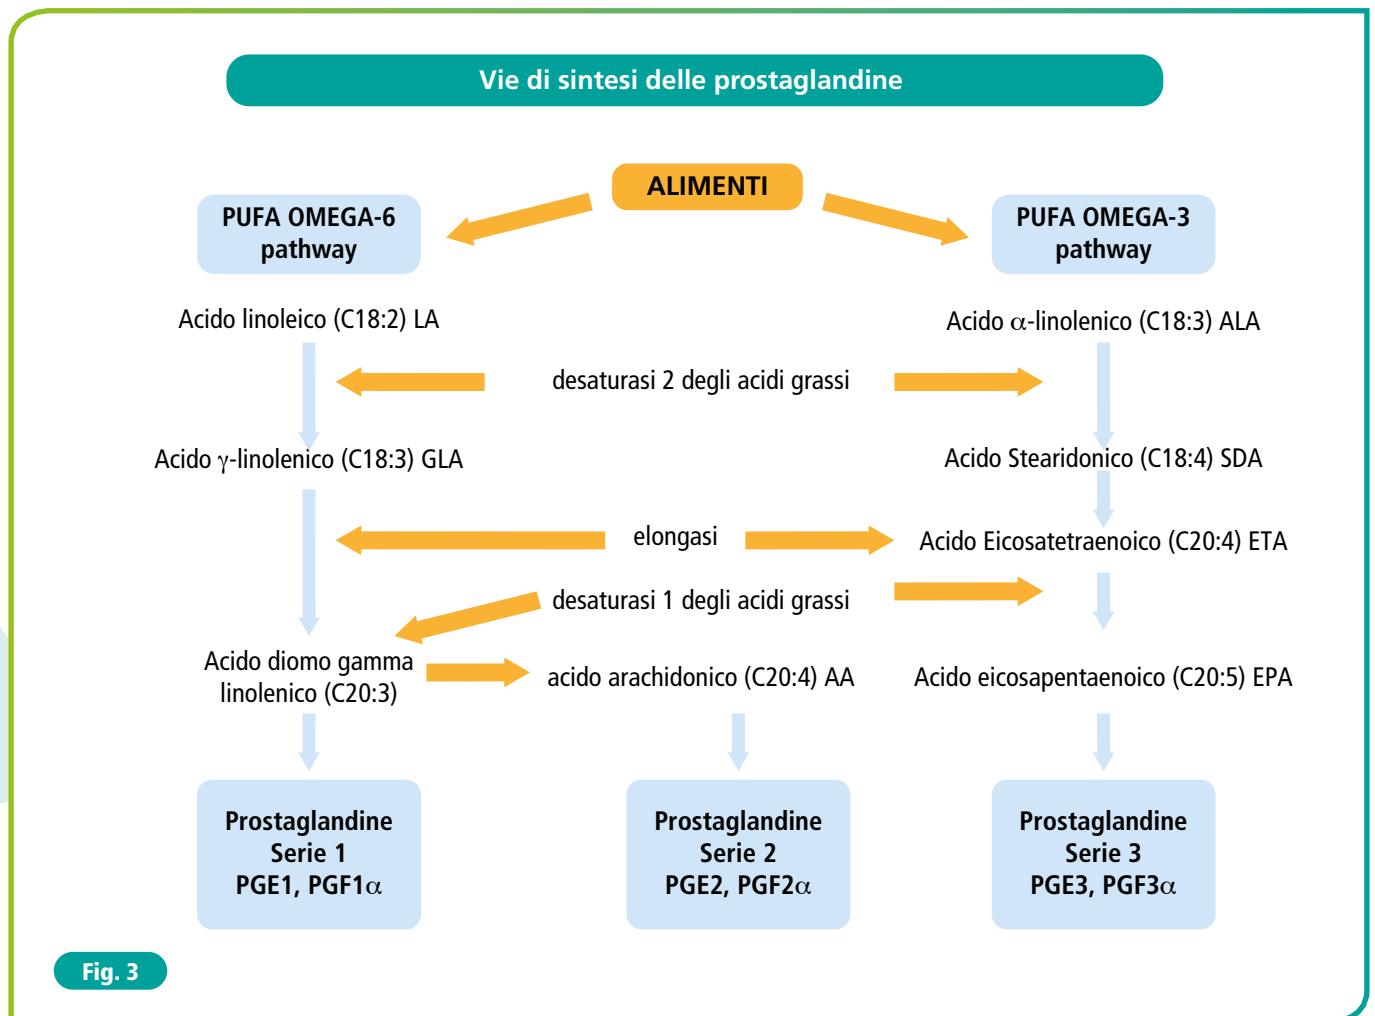 Vie di sintesi delle prostaglandine
ALIMENTI
PUFA OMEGA-6
pathway
PUFA OMEGA-3
pathway
Acido linoleico (C18:2) LA
Acido α-linolenico (C18:3) ALA
desaturasi 2 degli acidi grassi
Acido γ-linolenico (C18:3) GLA
Acido Stearidonico (C18:4) SDA
elongasi
Acido Eicosatetraenoico (C20:4) ETA
desaturasi 1 degli acidi grassi
Acido diomo gamma
linolenico (C20:3)
acido arachidonico (C20:4) AA
Acido eicosapentaenoico (C20:5) EPA
Prostaglandine
Serie 1
PGE1, PGF1α
Prostaglandine
Serie 2
PGE2, PGF2α
Prostaglandine
Serie 3
PGE3, PGF3α
Fig. 3